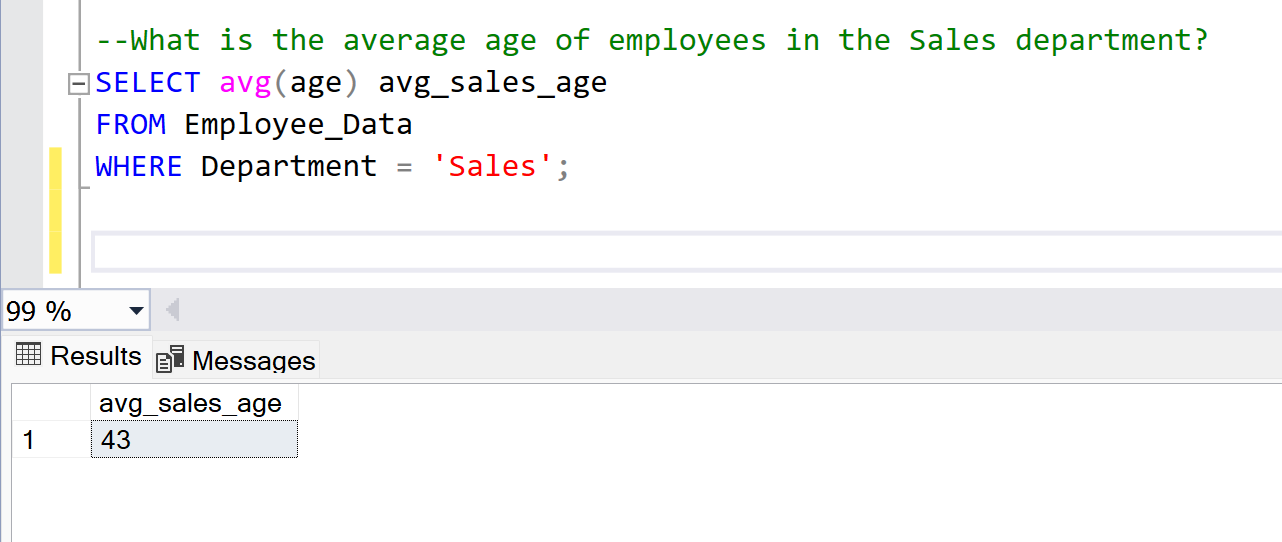 --What is the average age of employees in the Sales department?
SELECT avg(age) avg_sales_age
FROM Employee_Data
WHERE Department = 'Sales';
99 %
Results Messages
avg_sales_age
1 43